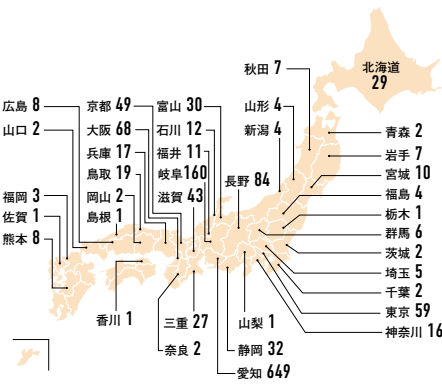 北海道
29
秋田 7
山形 4
新潟 4
広島 8
山口 2
京都 49
大阪 68
兵庫 17
鳥取 19
岡山 2
島根 1
富山 30
石川 12
福井 11
岐阜 160
滋賀 43
長野 84
福岡 3
佐賀 1
熊本 8
青森 2
岩手 7
宮城 10
福島 4
栃木 1
群馬 6
茨城 2
埼玉 5
千葉 2
東京 59
神奈川 16
香川 1
三重 27
奈良 2
山梨 1
静岡 32
愛知 649